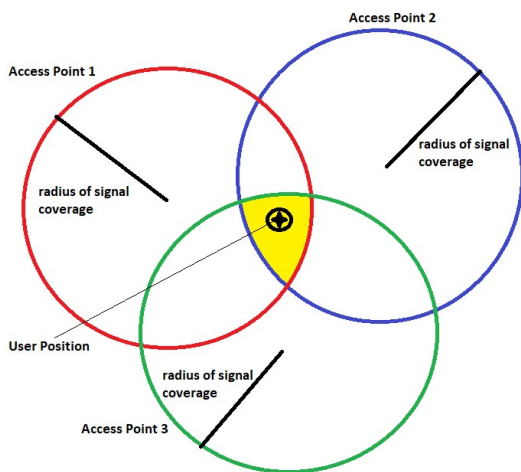 Access Point 2
Access Point 1
radius of signal
coverage
radius of signal
coverage
User Position
radius of signal
coverage
Access Point 3